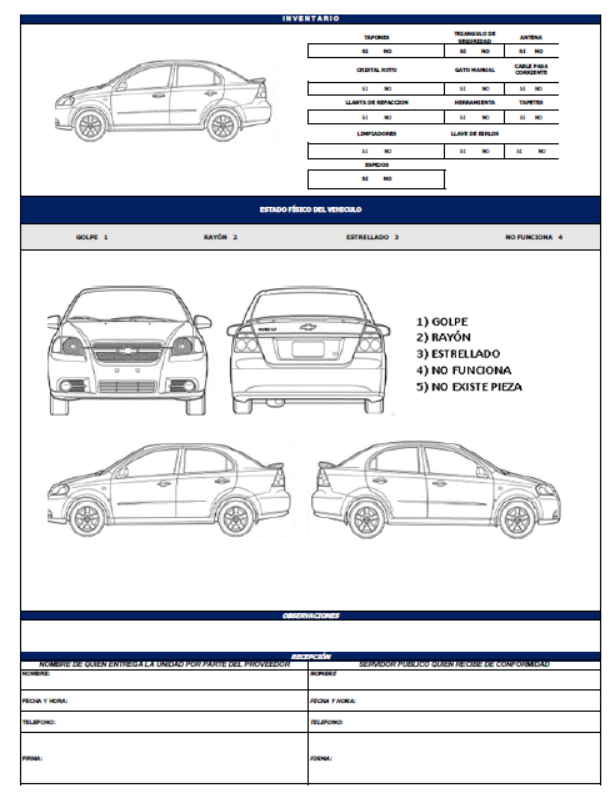 INVENTARIO
TAPONES TRIANGULO DE SEGURIDAD ANTENA
SI NO SI NO SI NO
CRISTAL ROTO GATO MANUAL CABLE PASA CORRIENTE
SI NO SI NO SI NO
LLANTA DE REFACCION HERRAMIENTA TAPETES
SI NO SI NO SI NO
LIMPIADORES LLAVE DE BIRLOS
SI NO SI NO SI NO
ESPEJOS
SI NO
ESTADO FÍSICO DEL VEHICULO
GOLPE 1 RAYÓN 2 ESTRELLADO 3 NO FUNCIONA 4
1) GOLPE
2) RAYÓN
3) ESTRELLADO
4) NO FUNCIONA
5) NO EXISTE PIEZA
OBSERVACIONES
RECEPCIÓN
NOMBRE DE QUIEN ENTREGA LA UNIDAD POR PARTE DEL PROVEEDOR SERVIDOR PUBLICO QUIEN RECIBE DE CONFORMIDAD
NOMBRE: NOMBRE
FECHA Y HORA: FECHA Y HORA:
TELEFONO: TELEFONO:
FIRMA: FIRMA: